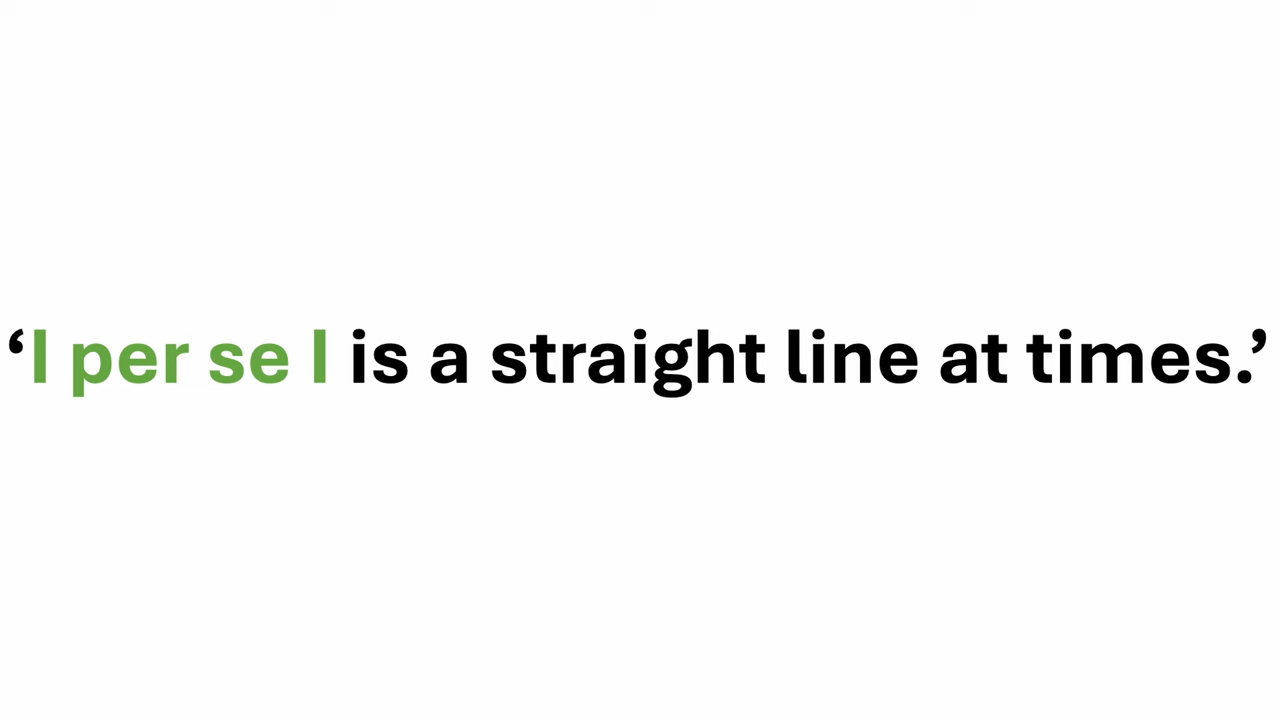 ‘I per se I is a straight line at times.’